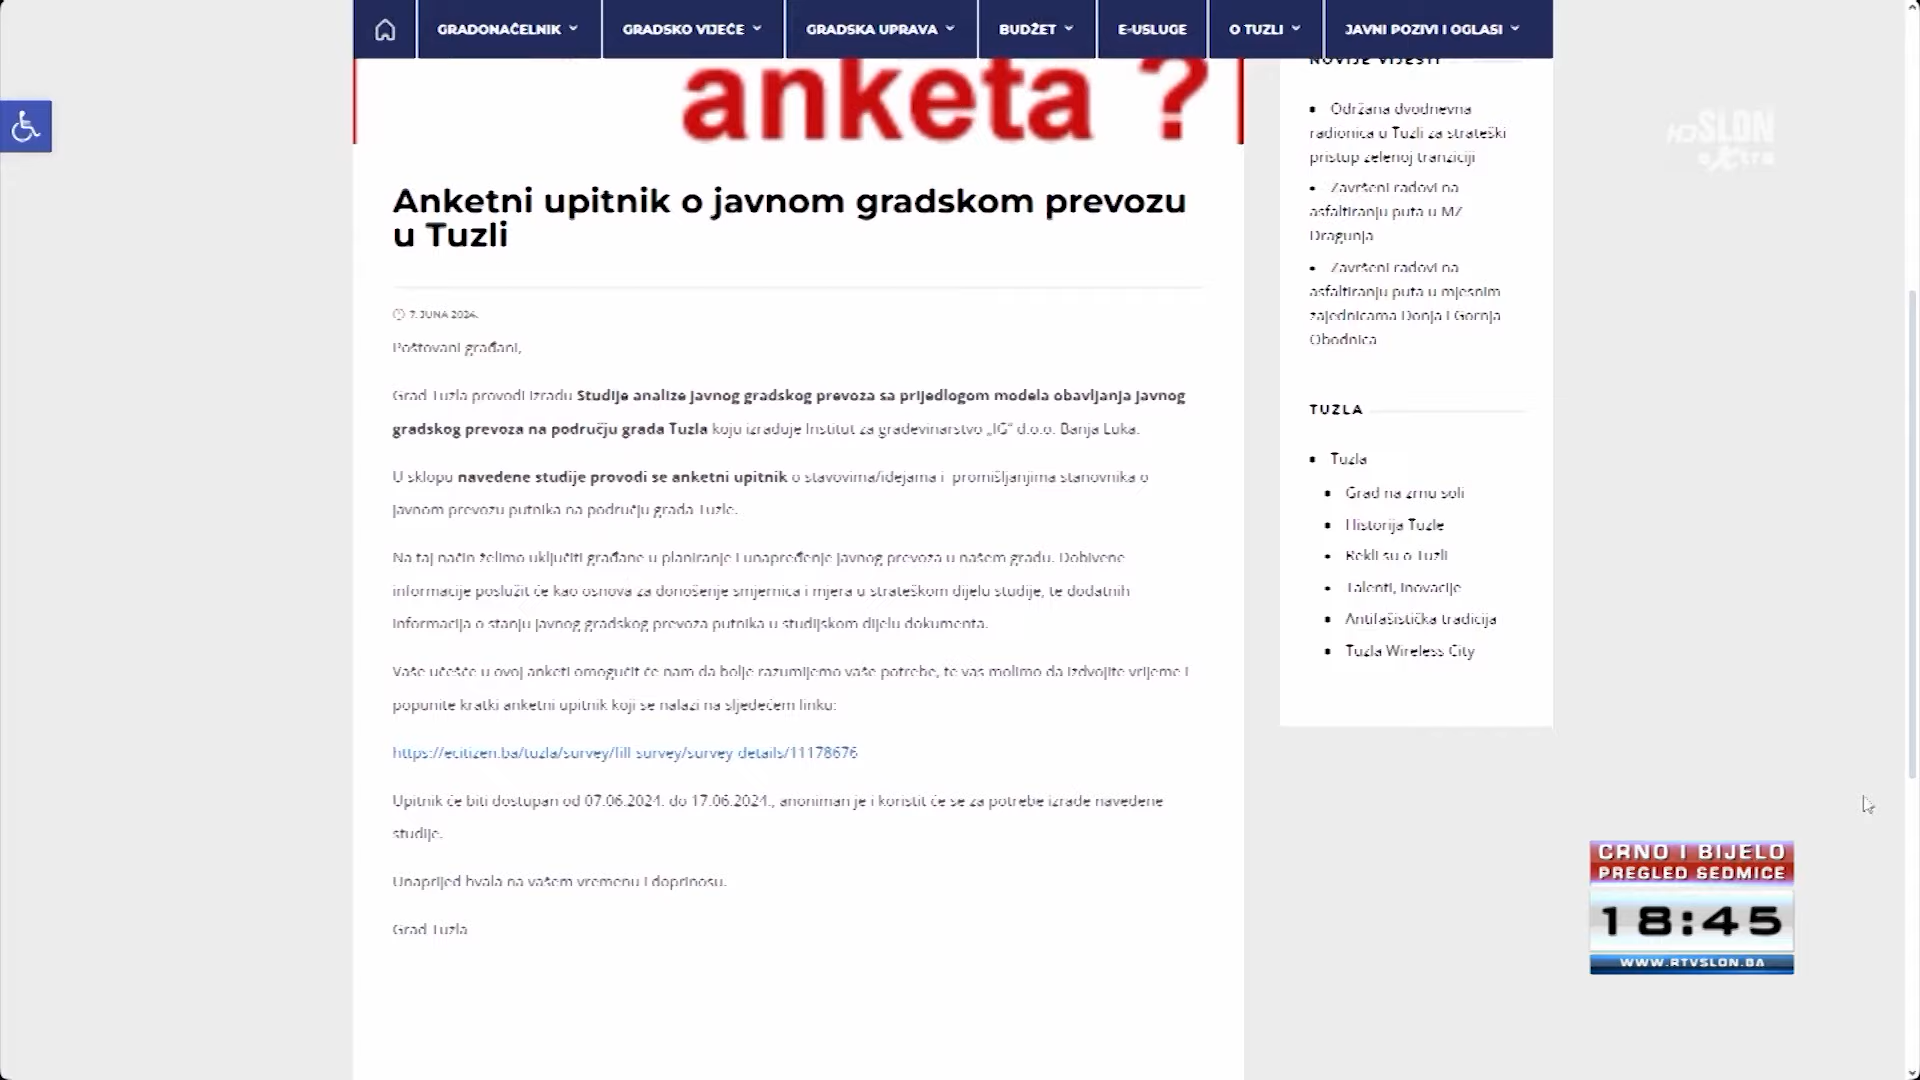 GRADONAČELNIK
GRADSKO VIJEĆE
GRADSKA UPRAVA
BUDŽET
E-USLUGE
O TUZLI
JAVNI POZIVI I OGLASI
anketa ?
Anketni upitnik o javnom gradskom prevozu
u Tuzli
7. JUNA 2024.
Poštovani građani,
Grad Tuzla provodi izradu Studije analize javnog gradskog prevoza sa prijedlogom modela obavljanja javnog
gradskog prevoza na području grada Tuzla koju izrađuje Institut za građevinarstvo „IG“ d.o.o. Banja Luka.
U sklopu navedene studije provodi se anketni upitnik o stavovima/idejama i promišljanjima stanovnika o
javnom prevozu putnika na području grada Tuzle.
Na taj način želimo uključiti građane u planiranje i unapređenje javnog prevoza u našem gradu. Dobivene
informacije poslužit će kao osnova za donošenje smjernica i mjera u strateškom dijelu studije, te dodatnih
informacija o stanju javnog gradskog prevoza putnika u studijskom dijelu dokumenta.
Vaše učešće u ovoj anketi omogućit će nam da bolje razumijemo vaše potrebe, te vas molimo da izdvojite vrijeme i
popunite kratki anketni upitnik koji se nalazi na sljedećem linku:
https://ecitizen.ba/tuzla/survey/fill-survey/survey-details/11178676
Upitnik će biti dostupan od 07.06.2024. do 17.06.2024., anoniman je i koristit će se za potrebe izrade navedene
studije.
Unaprijed hvala na vašem vremenu i doprinosu.
Grad Tuzla
NOVIJE VIJESTI
Održana dvodnevna
radionica u Tuzli za strateški
pristup zelenoj tranziciji
Završeni radovi na
asfaltiranju puta u MZ
Dragunja
Završeni radovi na
asfaltiranju puta u mjesnim
zajednicama Donja i Gornja
Obodnica
TUZLA
Tuzla
Grad na zrnu soli
Historija Tuzle
Rekli su o Tuzli
Talenti, inovacije
Antifašistička tradicija
Tuzla Wireless City
HD SLON
extra
CRNO I BIJELO
PREGLED SEDMICE
18:45
WWW.RTVSLON.BA